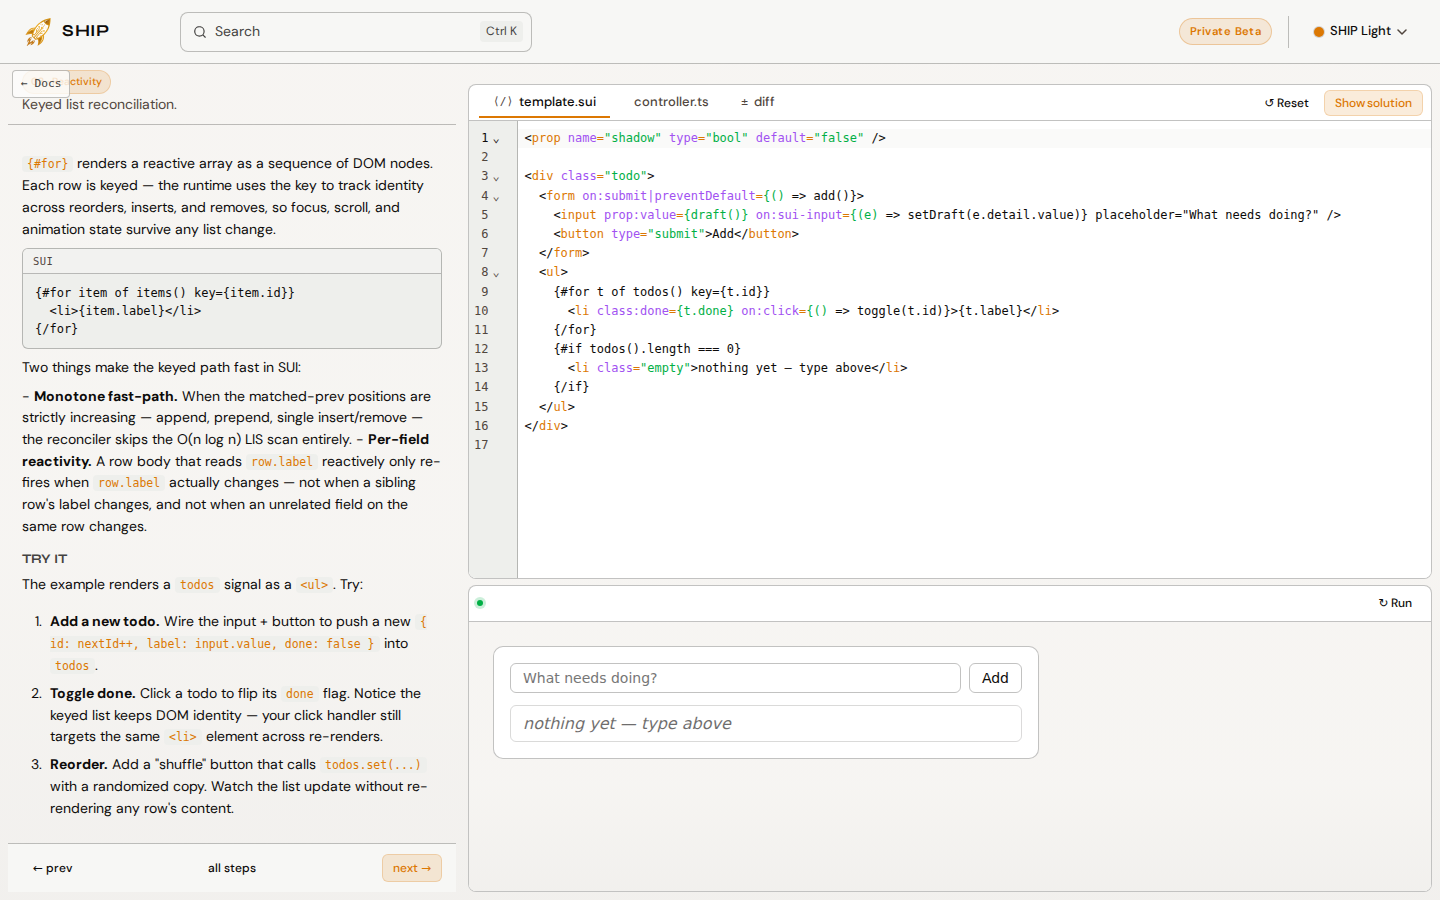 SHIP
Search
Ctrl K
Private Beta
SHIP Light
← Docs
Keyed list reconciliation.
{#for} renders a reactive array as a sequence of DOM nodes.
Each row is keyed — the runtime uses the key to track identity
across reorders, inserts, and removes, so focus, scroll, and
animation state survive any list change.
SUI
{#for item of items() key={item.id}}
<li>{item.label}</li>
{/for}
Two things make the keyed path fast in SUI:
- Monotone fast-path. When the matched-prev positions are
strictly increasing — append, prepend, single insert/remove —
the reconciler skips the O(n log n) LIS scan entirely. - Per-field
reactivity. A row body that reads row.label reactively only re-
fires when row.label actually changes — not when a sibling
row's label changes, and not when an unrelated field on the
same row changes.
TRY IT
The example renders a todos signal as a <ul>. Try:
1. Add a new todo. Wire the input + button to push a new {
id: nextId++, label: input.value, done: false } into
todos.
2. Toggle done. Click a todo to flip its done flag. Notice the
keyed list keeps DOM identity — your click handler still
targets the same <li> element across re-renders.
3. Reorder. Add a "shuffle" button that calls todos.set(...)
with a randomized copy. Watch the list update without re-
rendering any row's content.
← prev
all steps
next →
⟨/⟩ template.sui
controller.ts
± diff
↺ Reset
Show solution
1 <prop name="shadow" type="bool" default="false" />
2
3 <div class="todo">
4 <form on:submit|preventDefault={() => add()}>
5 <input prop:value={draft()} on:sui-input={(e) => setDraft(e.detail.value)} placeholder="What needs doing?" />
6 <button type="submit">Add</button>
7 </form>
8 <ul>
9 {#for t of todos() key={t.id}}
10 <li class:done={t.done} on:click={() => toggle(t.id)}>{t.label}</li>
11 {/for}
12 {#if todos().length === 0}
13 <li class="empty">nothing yet — type above</li>
14 {/if}
15 </ul>
16 </div>
17
↻ Run
What needs doing?
Add
nothing yet — type above